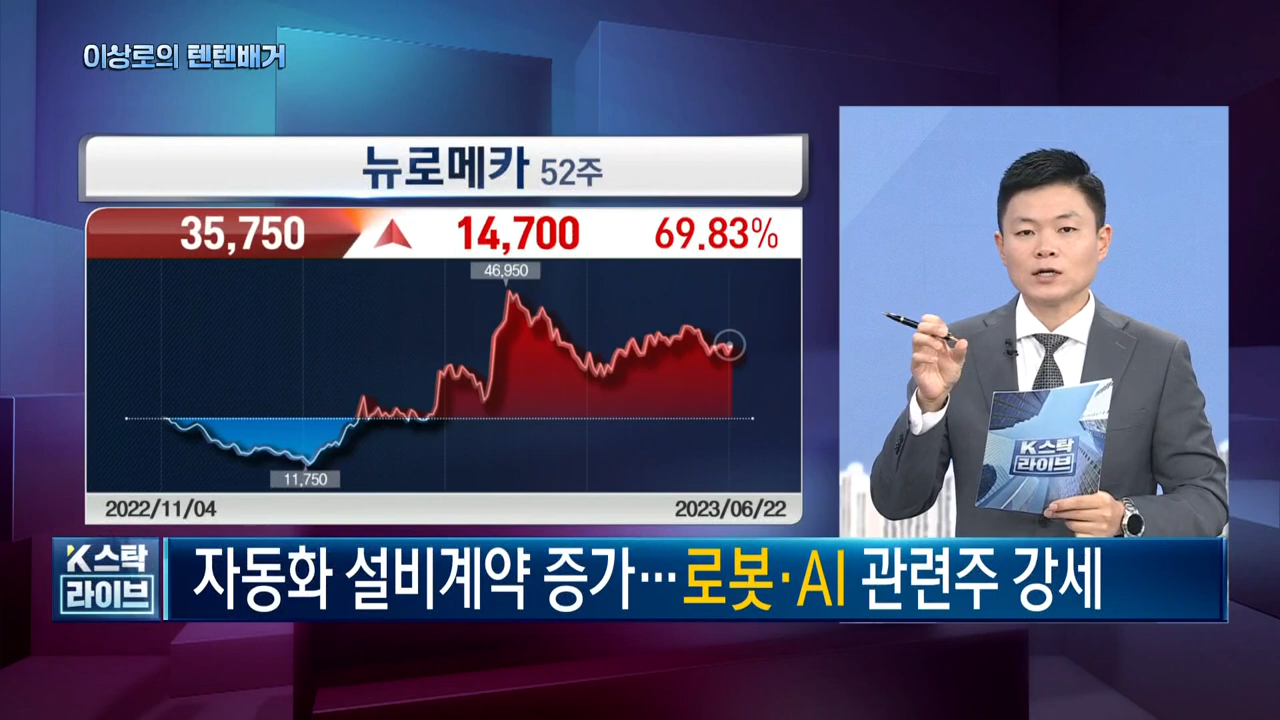 이상로의 텐텐배거
뉴로메카 52주
35,750 ▲ 14,700 69.83%
46,950
11,750
2022/11/04 2023/06/22
K스탁
라이브
K스탁
라이브
자동화 설비계약 증가…로봇·AI 관련주 강세